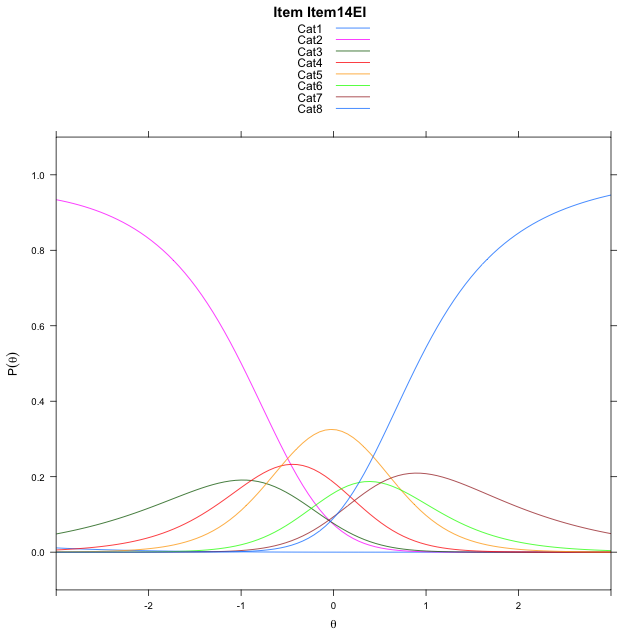 Item Item14EI
Cat1
Cat2
Cat3
Cat4
Cat5
Cat6
Cat7
Cat8
P(θ)
1.0
0.8
0.6
0.4
0.2
0.0
-2 -1 0 1 2
θ